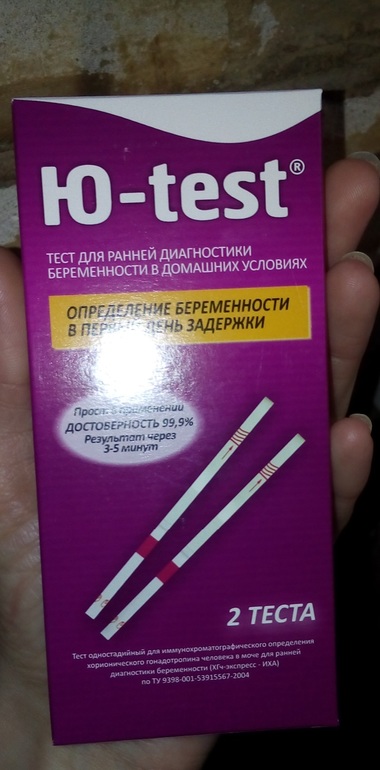 Ю-test®
ТЕСТ ДЛЯ РАННЕЙ ДИАГНОСТИКИ
БЕРЕМЕННОСТИ В ДОМАШНИХ УСЛОВИЯХ
ОПРЕДЕЛЕНИЕ БЕРЕМЕННОСТИ
В ДЕНЬ ЗАДЕРЖКИ
применении
ДОСТОВЕРНОСТЬ 99,9%
Результат через
3-5 минут
2 ТЕСТА
Тест одностадийный для иммунохроматографического определения
хорионического гонадотропина человека в моче для ранней
диагностики беременности (ХГч-экспресс - ИХА)
по ТУ 9398-001-53915567-2004